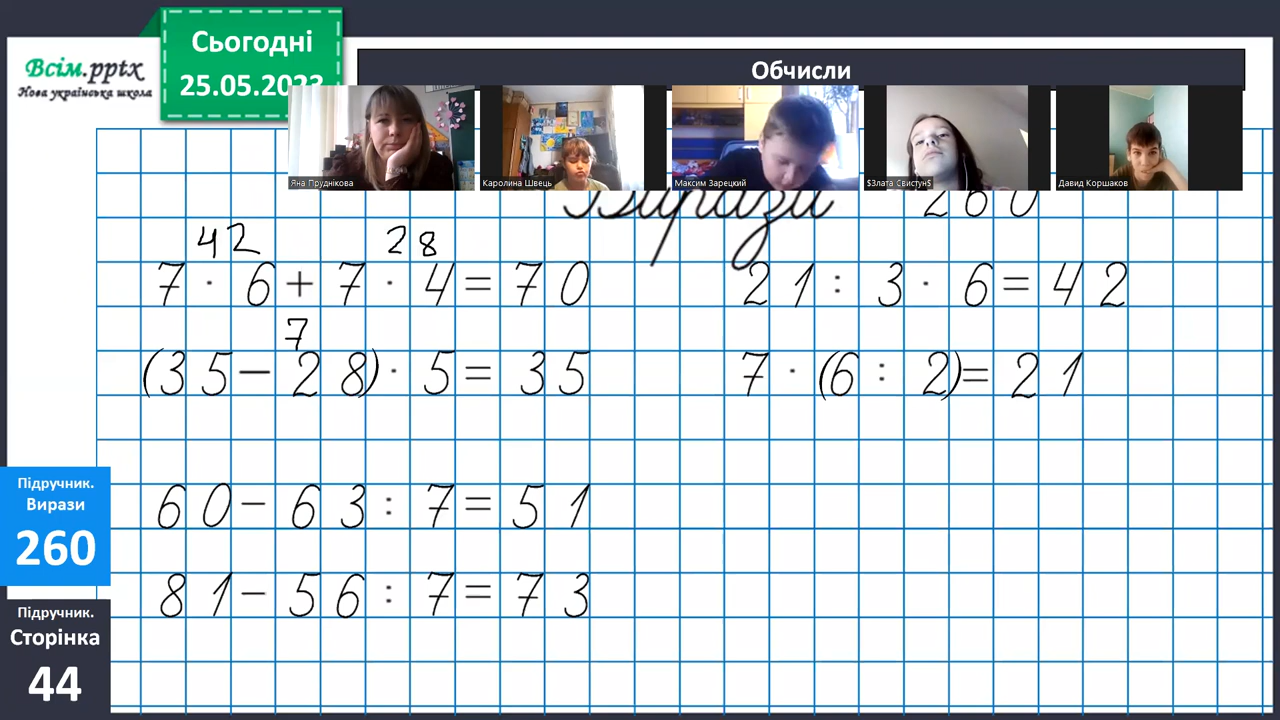 Сьогодні
25.05.2023
Всім.pptx
Нова українська школа
Обчисли
Яна Пруднікова
Каролина Швець
Максим Зарецкий
$Злата Свистун$
Давид Коршаков
Вирази 260
42 28
7 · 6 + 7 · 4 = 70
21 : 3 · 6 = 42
7
(35 − 28) · 5 = 35
7 · (6 : 2) = 21
60 − 63 : 7 = 51
81 − 56 : 7 = 73
Підручник.
Вирази
260
Підручник.
Сторінка
44